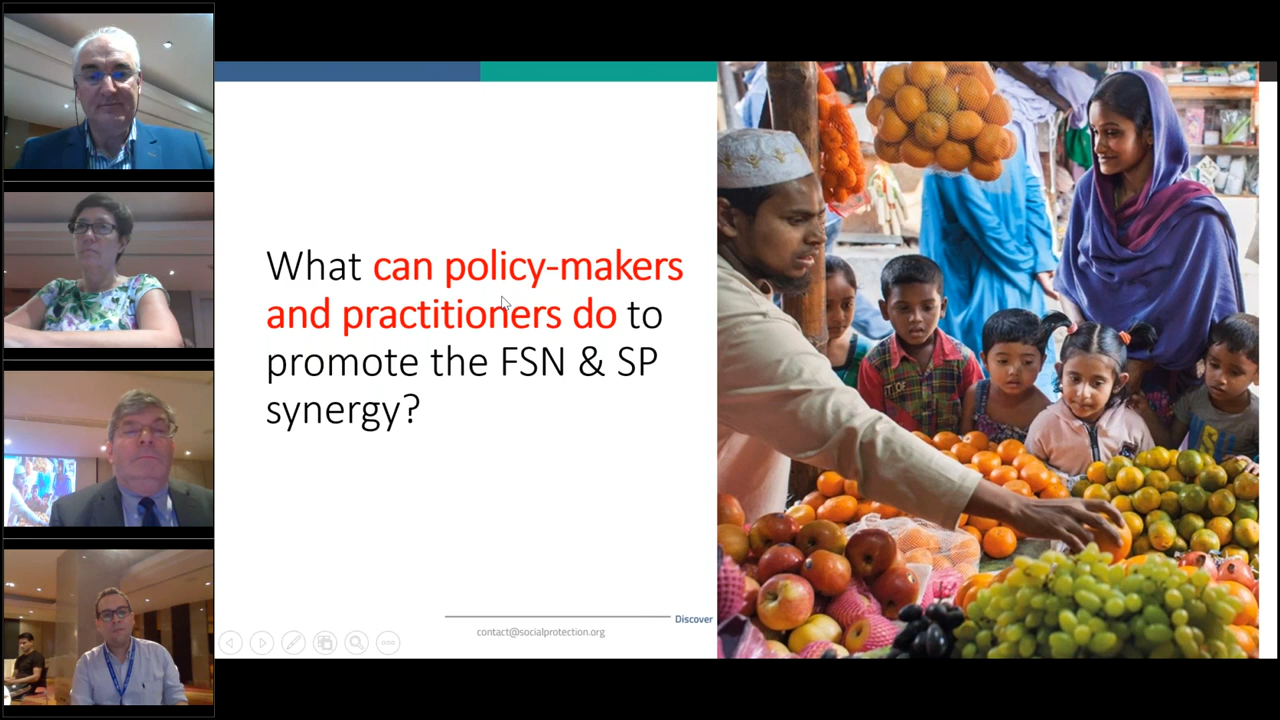 What can policy-makers
and practitioners do to
promote the FSN & SP
synergy?
Discover
contact@socialprotection.org